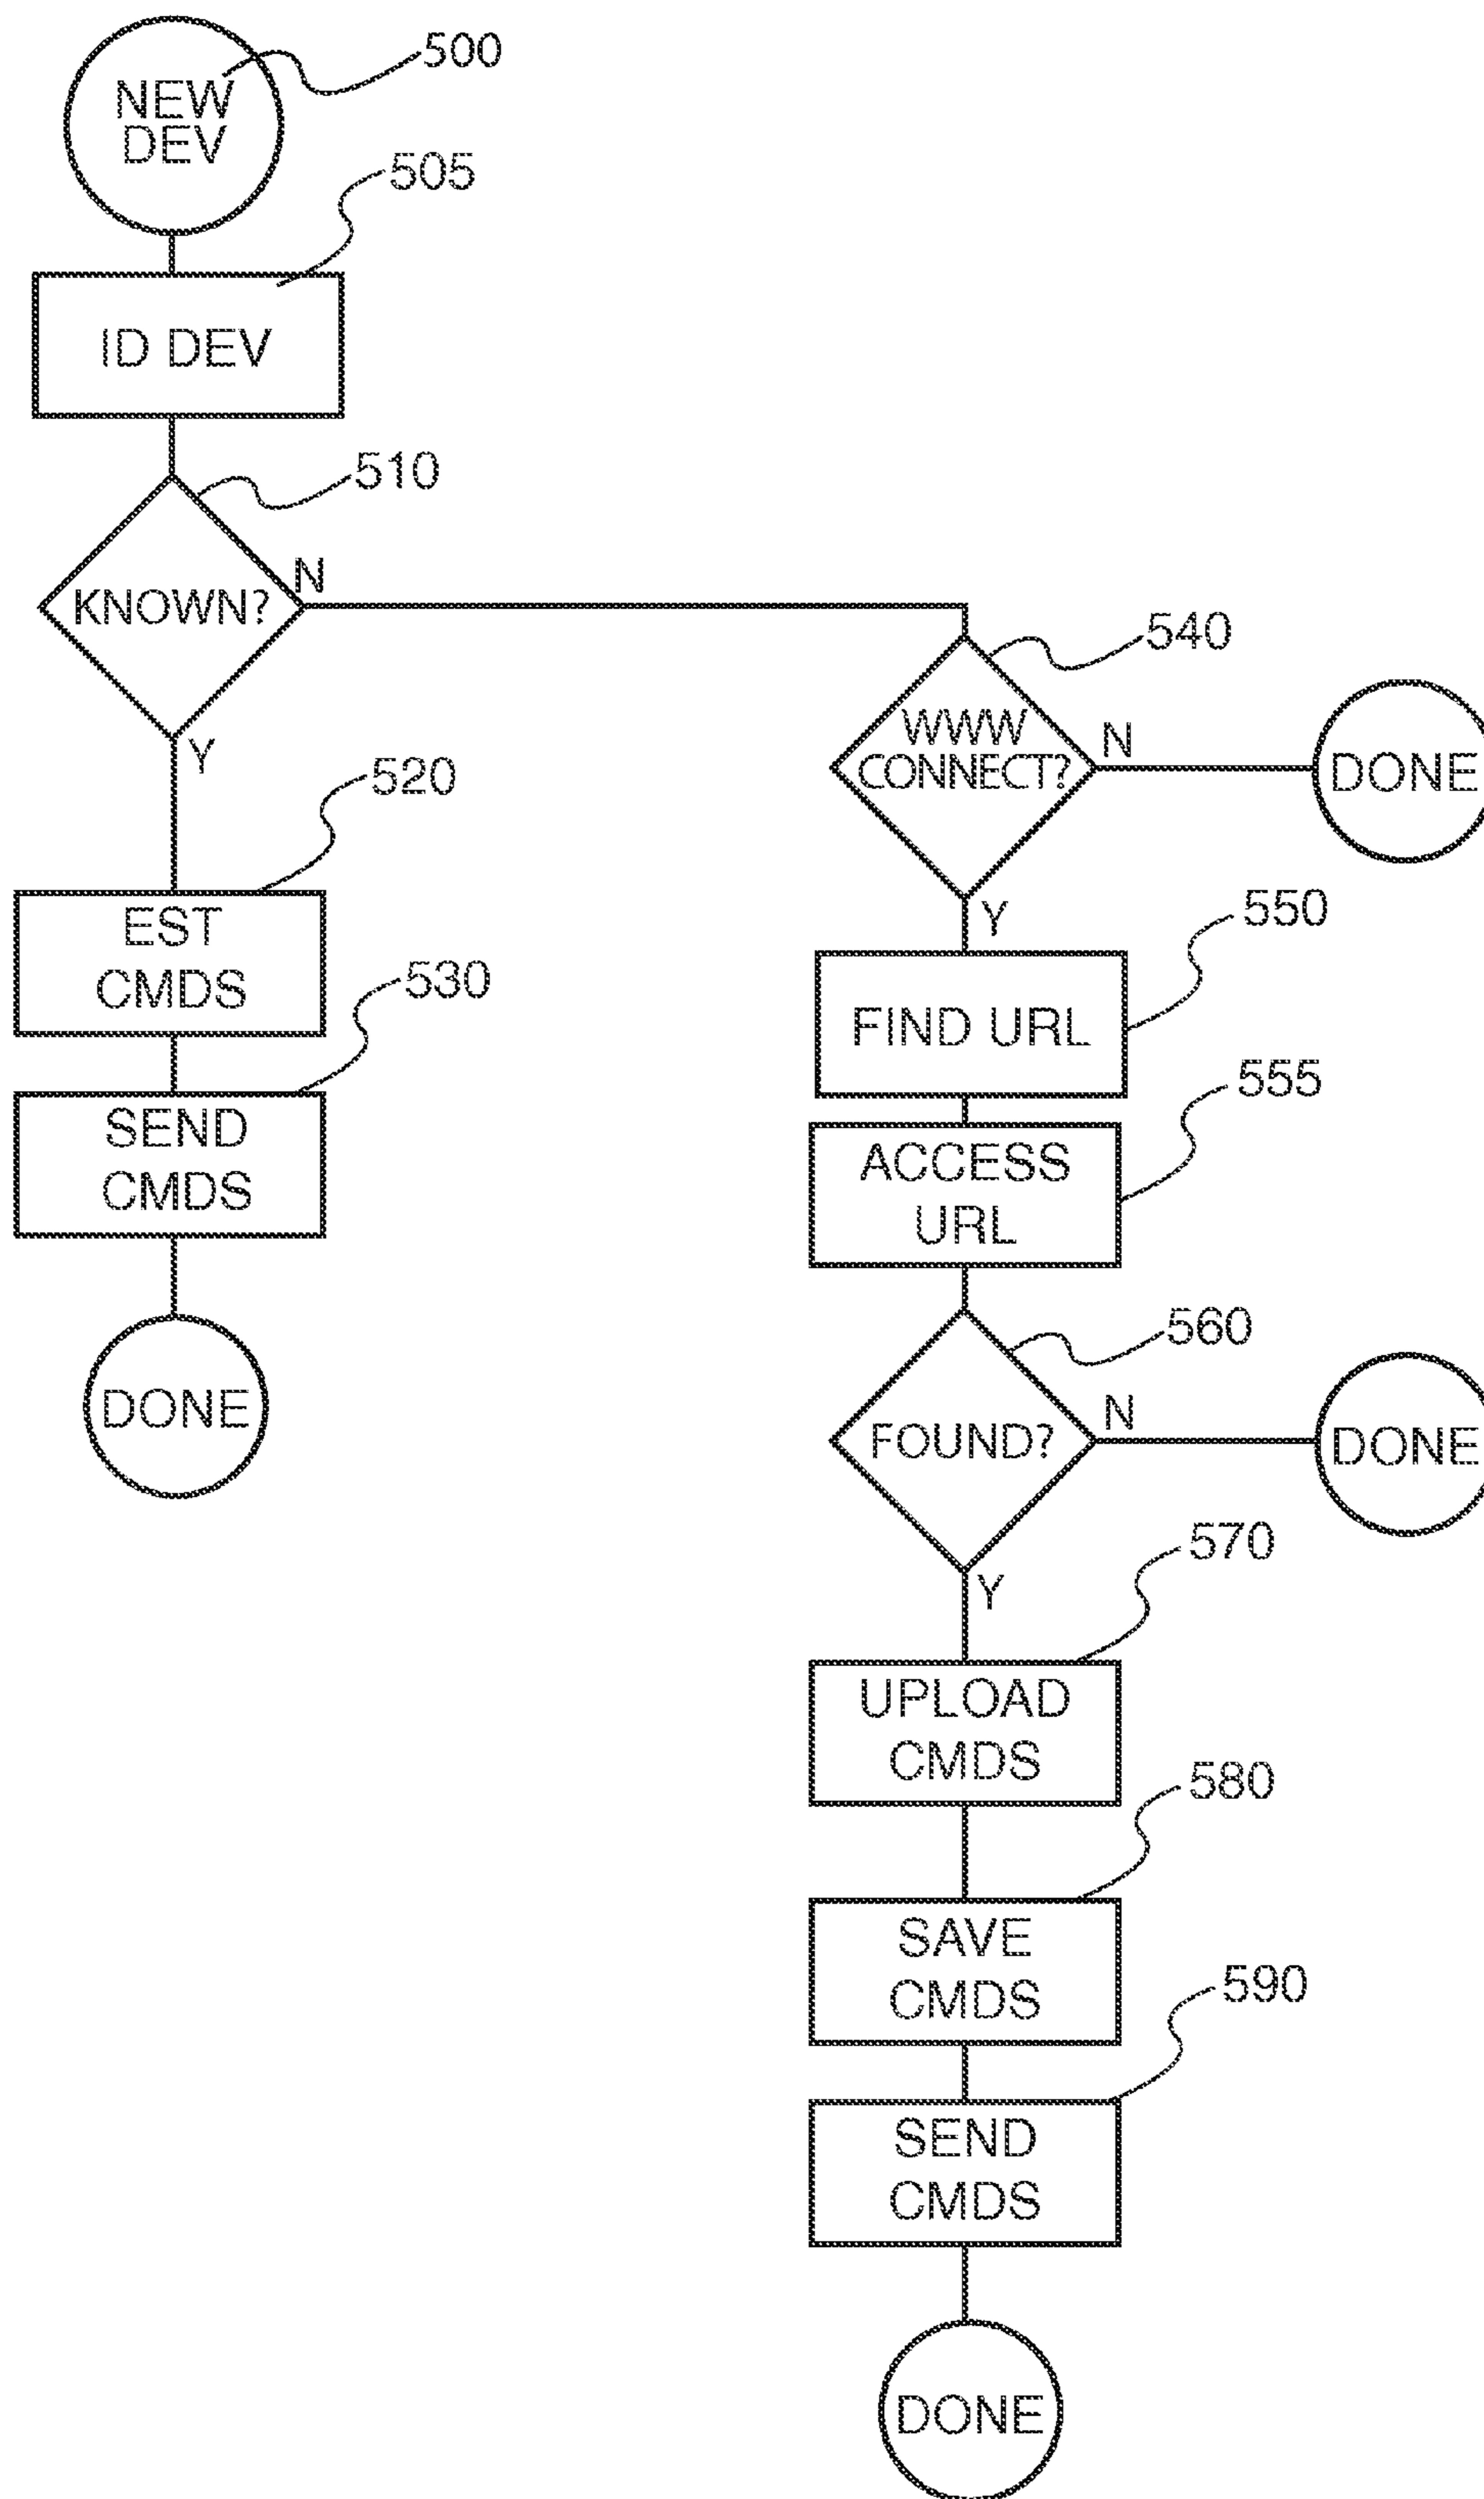 NEW
DEV
500
505
ID DEV
510
KNOWN?
N
Y
520
EST
CMDS
530
SEND
CMDS
DONE
540
WWW
CONNECT?
N
DONE
Y
550
FIND URL
555
ACCESS
URL
560
FOUND?
N
DONE
Y
570
UPLOAD
CMDS
580
SAVE
CMDS
590
SEND
CMDS
DONE